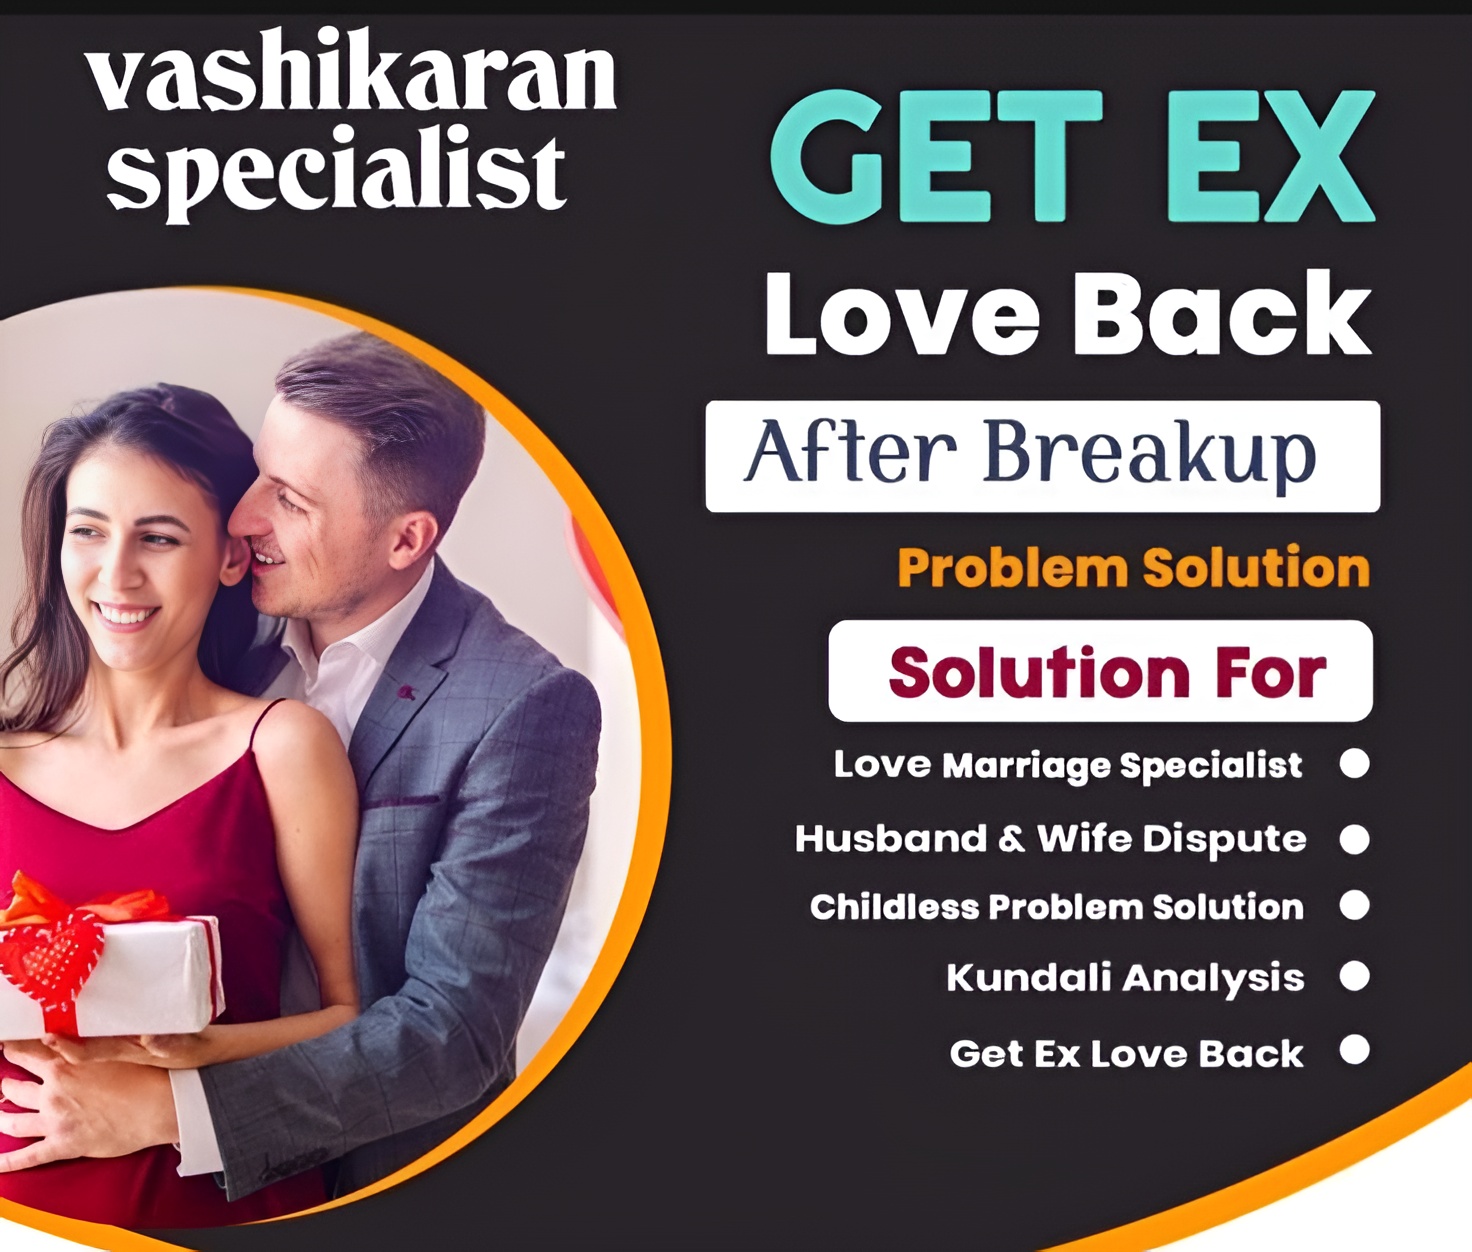 vashikaran
specialist
GET EX
Love Back
After Breakup
Problem Solution
Solution For
Love Marriage Specialist
Husband & Wife Dispute
Childless Problem Solution
Kundali Analysis
Get Ex Love Back